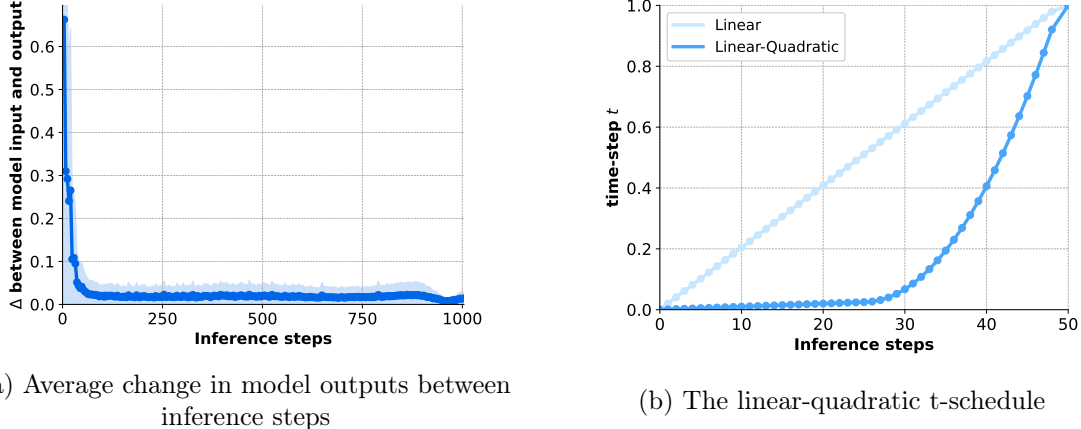 Δ between model input and output
0.6
0.5
0.4
0.3
0.2
0.1
0.0
0 250 500 750 1000
Inference steps
) Average change in model outputs between
inference steps
Linear
Linear-Quadratic
time-step t
1.0
0.8
0.6
0.4
0.2
0.0
0 10 20 30 40 50
Inference steps
(b) The linear-quadratic t-schedule